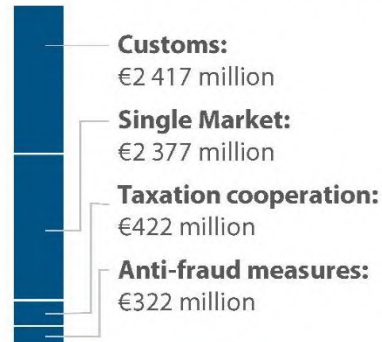 Customs:
€2 417 million
Single Market:
€2 377 million
Taxation cooperation:
€422 million
Anti-fraud measures:
€322 million